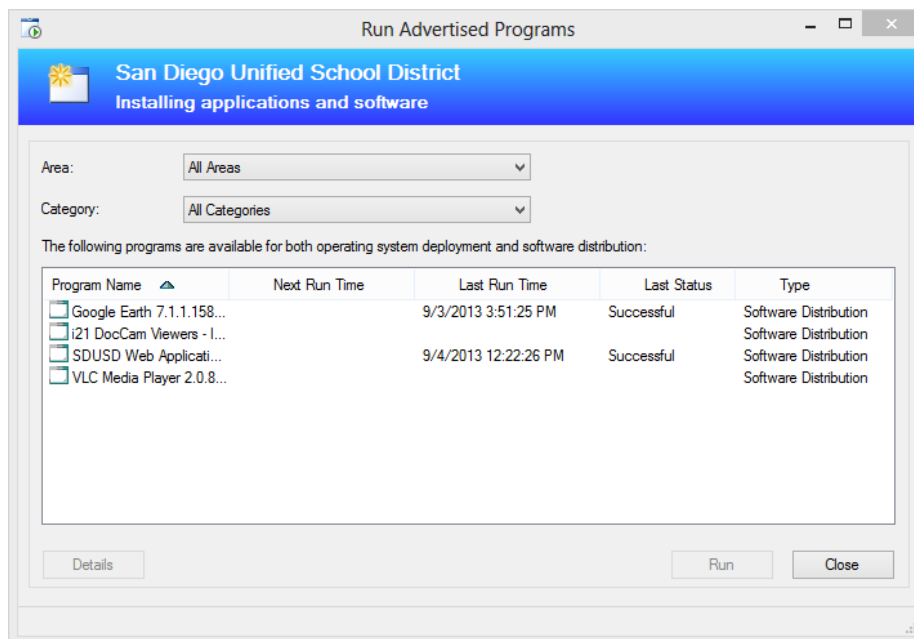 Run Advertised Programs
San Diego Unified School District
Installing applications and software
Area: All Areas
Category: All Categories
The following programs are available for both operating system deployment and software distribution:
Program Name Next Run Time Last Run Time Last Status Type
Google Earth 7.1.1.158... 9/3/2013 3:51:25 PM Successful Software Distribution
i21 DocCam Viewers - I... Software Distribution
SDUSD Web Applicati... 9/4/2013 12:22:26 PM Successful Software Distribution
VLC Media Player 2.0.8... Software Distribution
Details Run Close